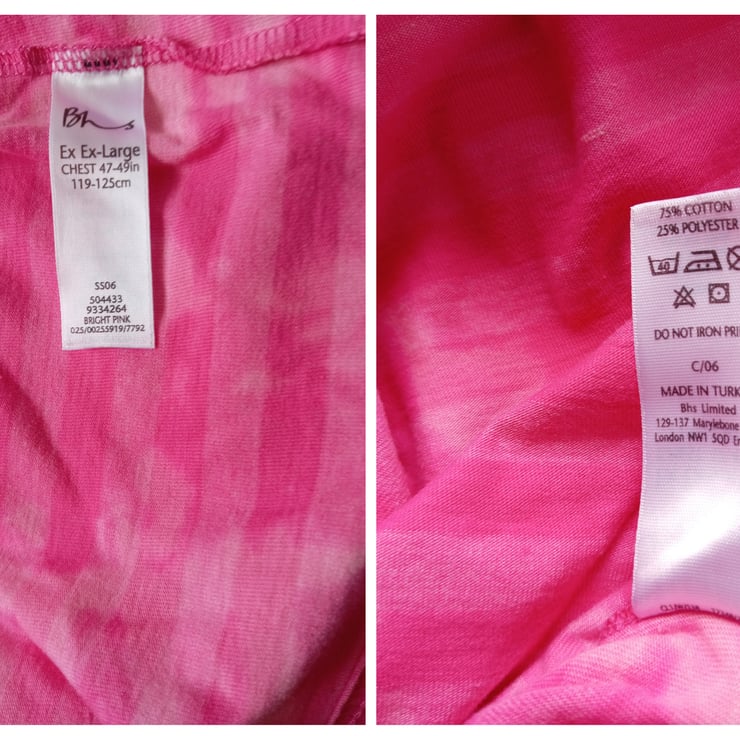 Bhs
Ex Ex-Large
CHEST 47-49in
119-125cm
SS06
504433
9334264
BRIGHT PINK
025/00255919/7792
75% COTTON
25% POLYESTER
40
DO NOT IRON PRI
C/06
MADE IN TURK
Bhs Limited
129-137 Marylebone
London NW1 5QD En